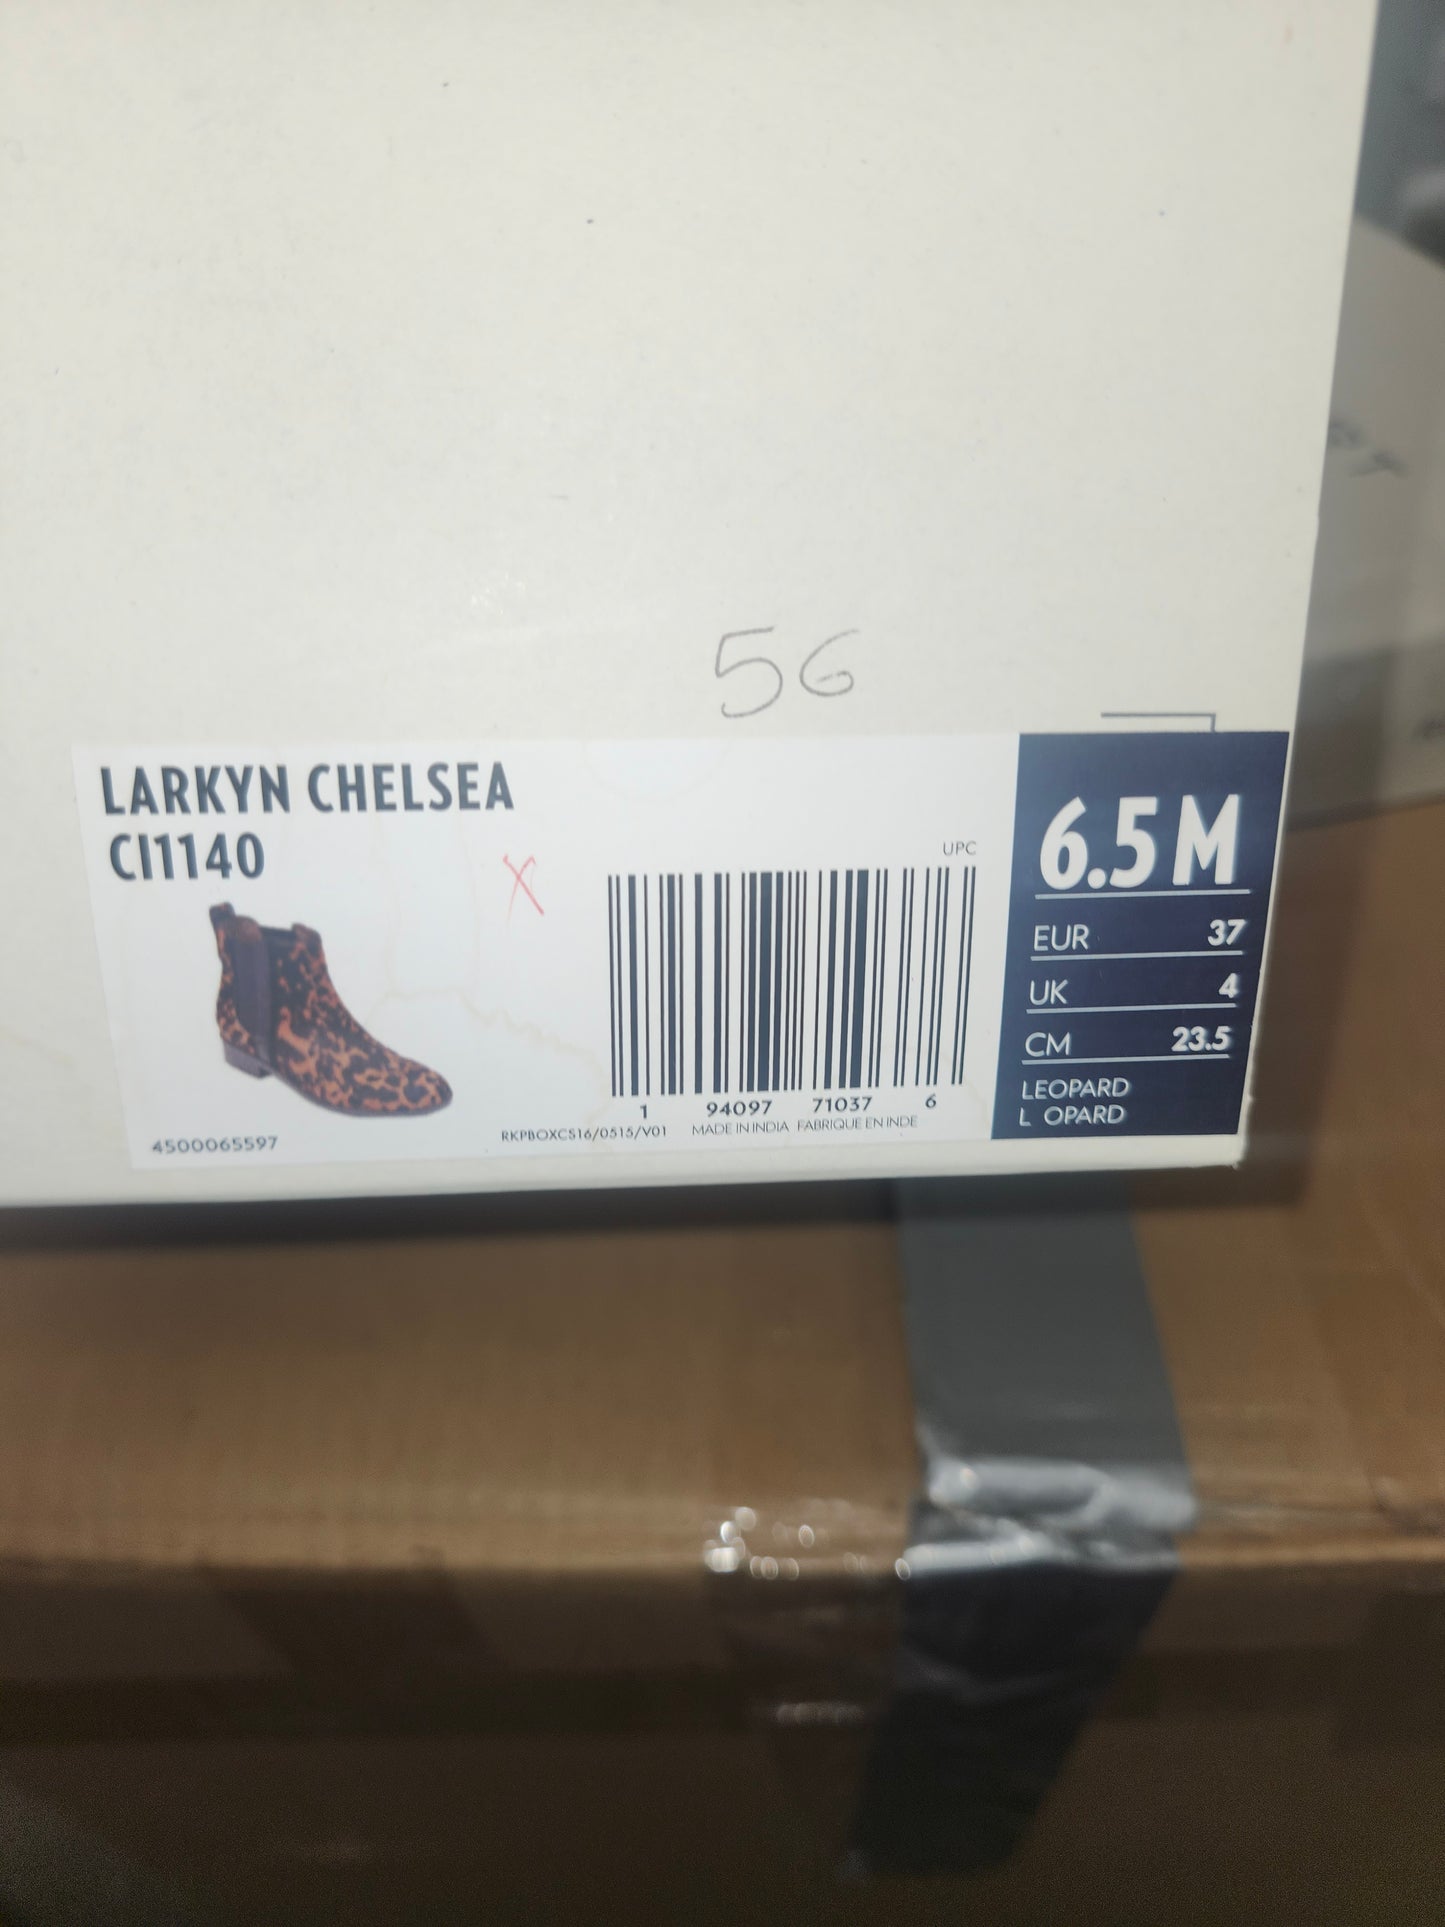 56
LARKYN CHELSEA
CI1140
X
UPC
1 94097 71037 6
4500065597
RKPBOXCS16/0515/V01 MADE IN INDIA FABRIQUE EN INDE
6.5 M
EUR 37
UK 4
CM 23.5
LEOPARD
L OPARD